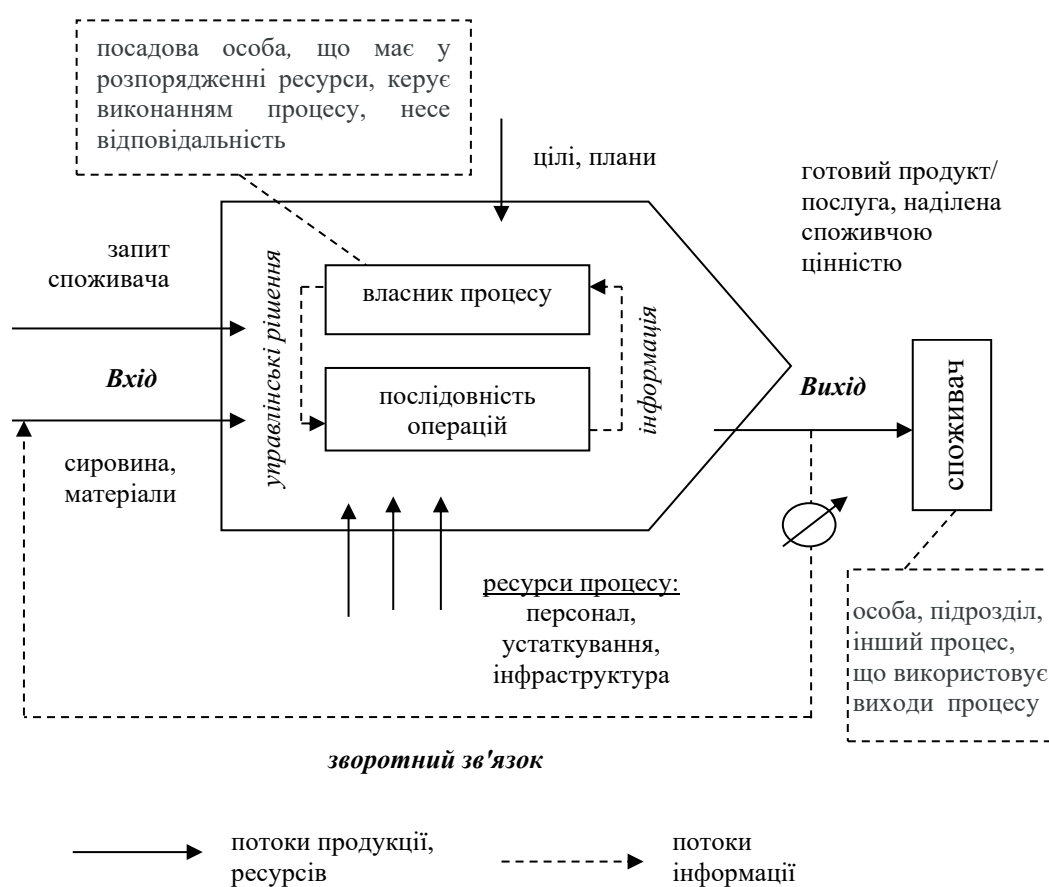 посадова особа, що має у
розпорядженні ресурси, керує
виконанням процесу, несе
відповідальність
цілі, плани
готовий продукт/
послуга, наділена
споживчою
цінністю
запит
споживача
управлінські рішення
власник процесу
інформація
Вхід
послідовність
операцій
Вихід
споживач
сировина,
матеріали
ресурси процесу:
персонал,
устаткування,
інфраструктура
особа, підрозділ,
інший процес,
що використовує
виходи процесу
зворотний зв'язок
потоки продукції,
ресурсів
потоки
інформації